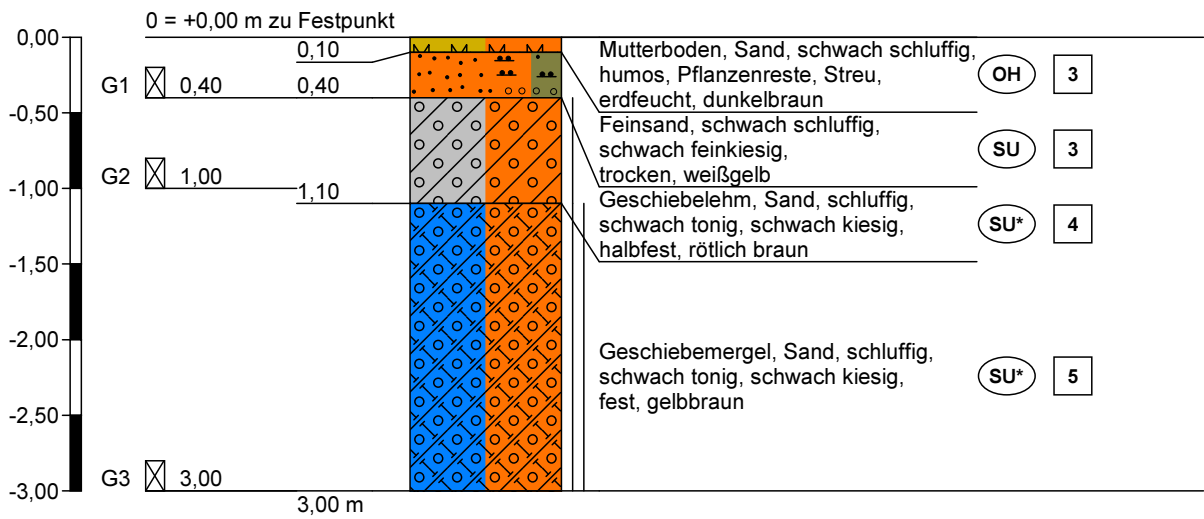 0 = +0,00 m zu Festpunkt
0,00
-0,50
-1,00
-1,50
-2,00
-2,50
-3,00
G1
0,40
G2
1,00
G3
3,00
0,10
0,40
1,10
3,00 m
Mutterboden, Sand, schwach schluffig,
humos, Pflanzenreste, Streu,
erdfeucht, dunkelbraun
OH
3
Feinsand, schwach schluffig,
schwach feinkiesig,
trocken, weißgelb
SU
3
Geschiebelehm, Sand, schluffig,
schwach tonig, schwach kiesig,
halbfest, rötlich braun
SU*
4
Geschiebemergel, Sand, schluffig,
schwach tonig, schwach kiesig,
fest, gelbbraun
SU*
5